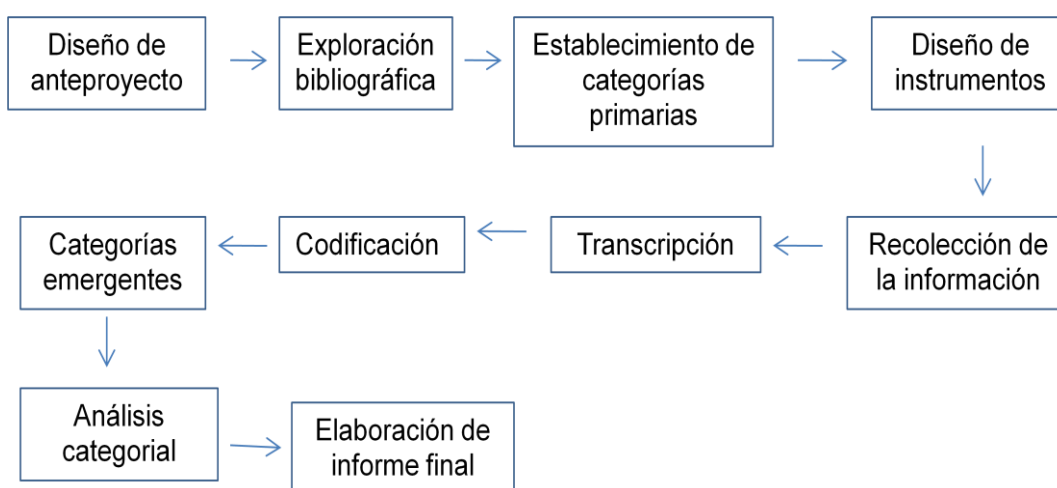 Diseño de
anteproyecto
Exploración
bibliográfica
Establecimiento de
categorías
primarias
Diseño de
instrumentos
Recolección de
la información
Transcripción
Codificación
Categorías
emergentes
Análisis
categorial
Elaboración de
informe final